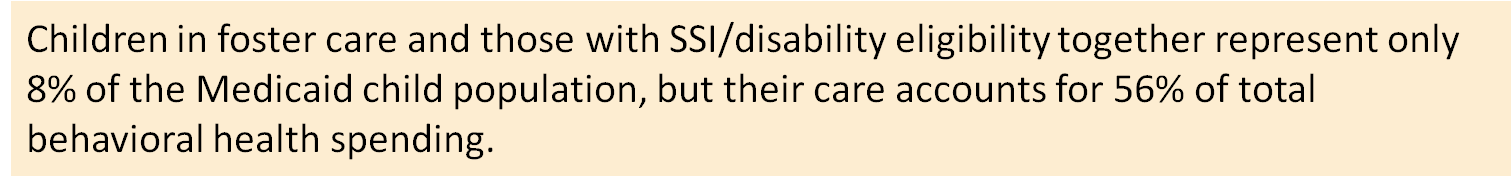 Children in foster care and those with SSI/disability eligibility together represent only
8% of the Medicaid child population, but their care accounts for 56% of total
behavioral health spending.